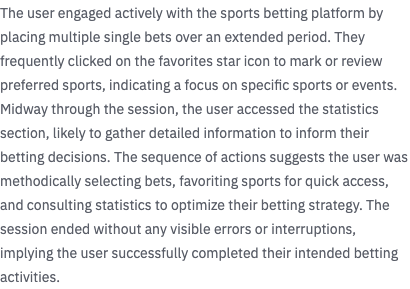 The user engaged actively with the sports betting platform by
placing multiple single bets over an extended period. They
frequently clicked on the favorites star icon to mark or review
preferred sports, indicating a focus on specific sports or events.
Midway through the session, the user accessed the statistics
section, likely to gather detailed information to inform their
betting decisions. The sequence of actions suggests the user was
methodically selecting bets, favoriting sports for quick access,
and consulting statistics to optimize their betting strategy. The
session ended without any visible errors or interruptions,
implying the user successfully completed their intended betting
activities.